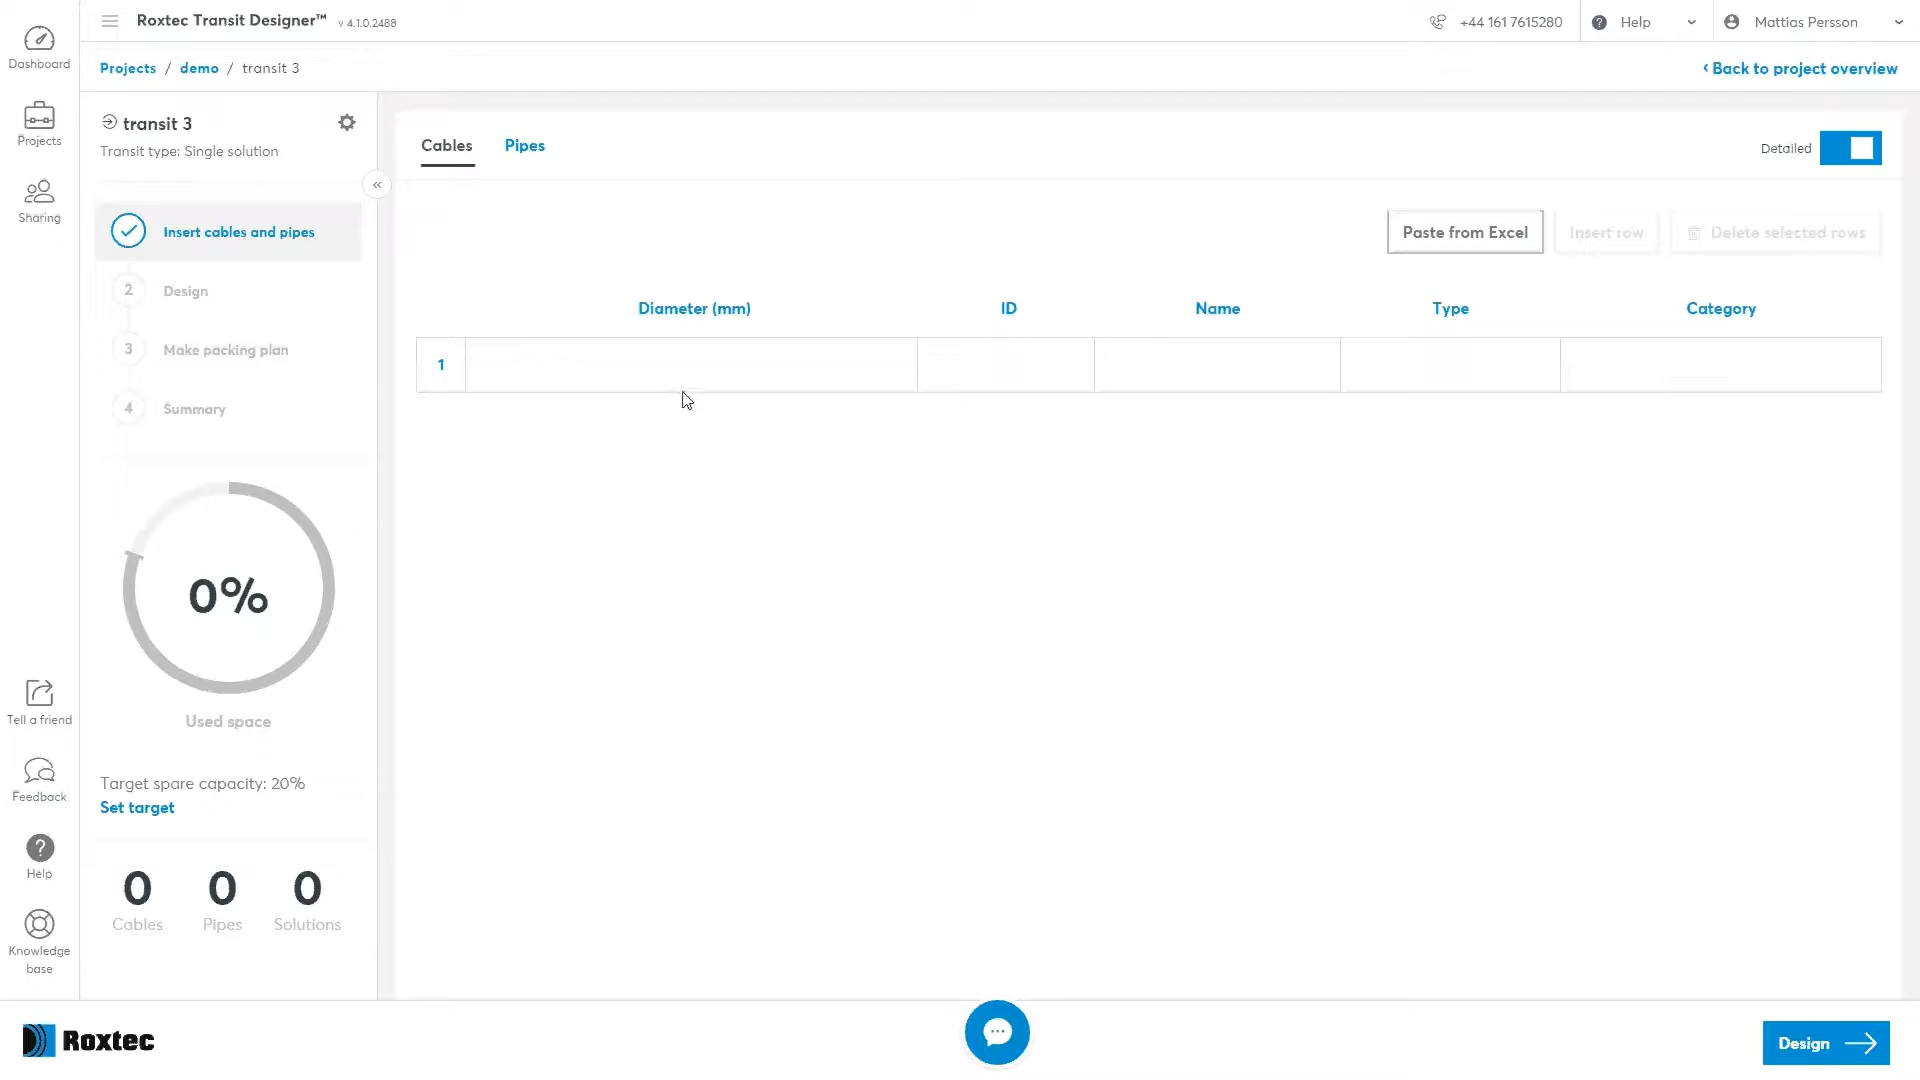 Roxtec Transit Designer™ v 4.1.0.2488
+44 161 7615280
Help
Mattias Persson
Dashboard
Projects
Sharing
Tell a friend
Feedback
Help
Knowledge
base
Projects / demo / transit 3
‹ Back to project overview
transit 3
Transit type: Single solution
«
Insert cables and pipes
2 Design
3 Make packing plan
4 Summary
0%
Used space
Target spare capacity: 20%
Set target
0 0 0
Cables Pipes Solutions
Cables Pipes
Detailed
Paste from Excel Insert row Delete selected rows
Diameter (mm) ID Name Type Category
1
Roxtec
Design